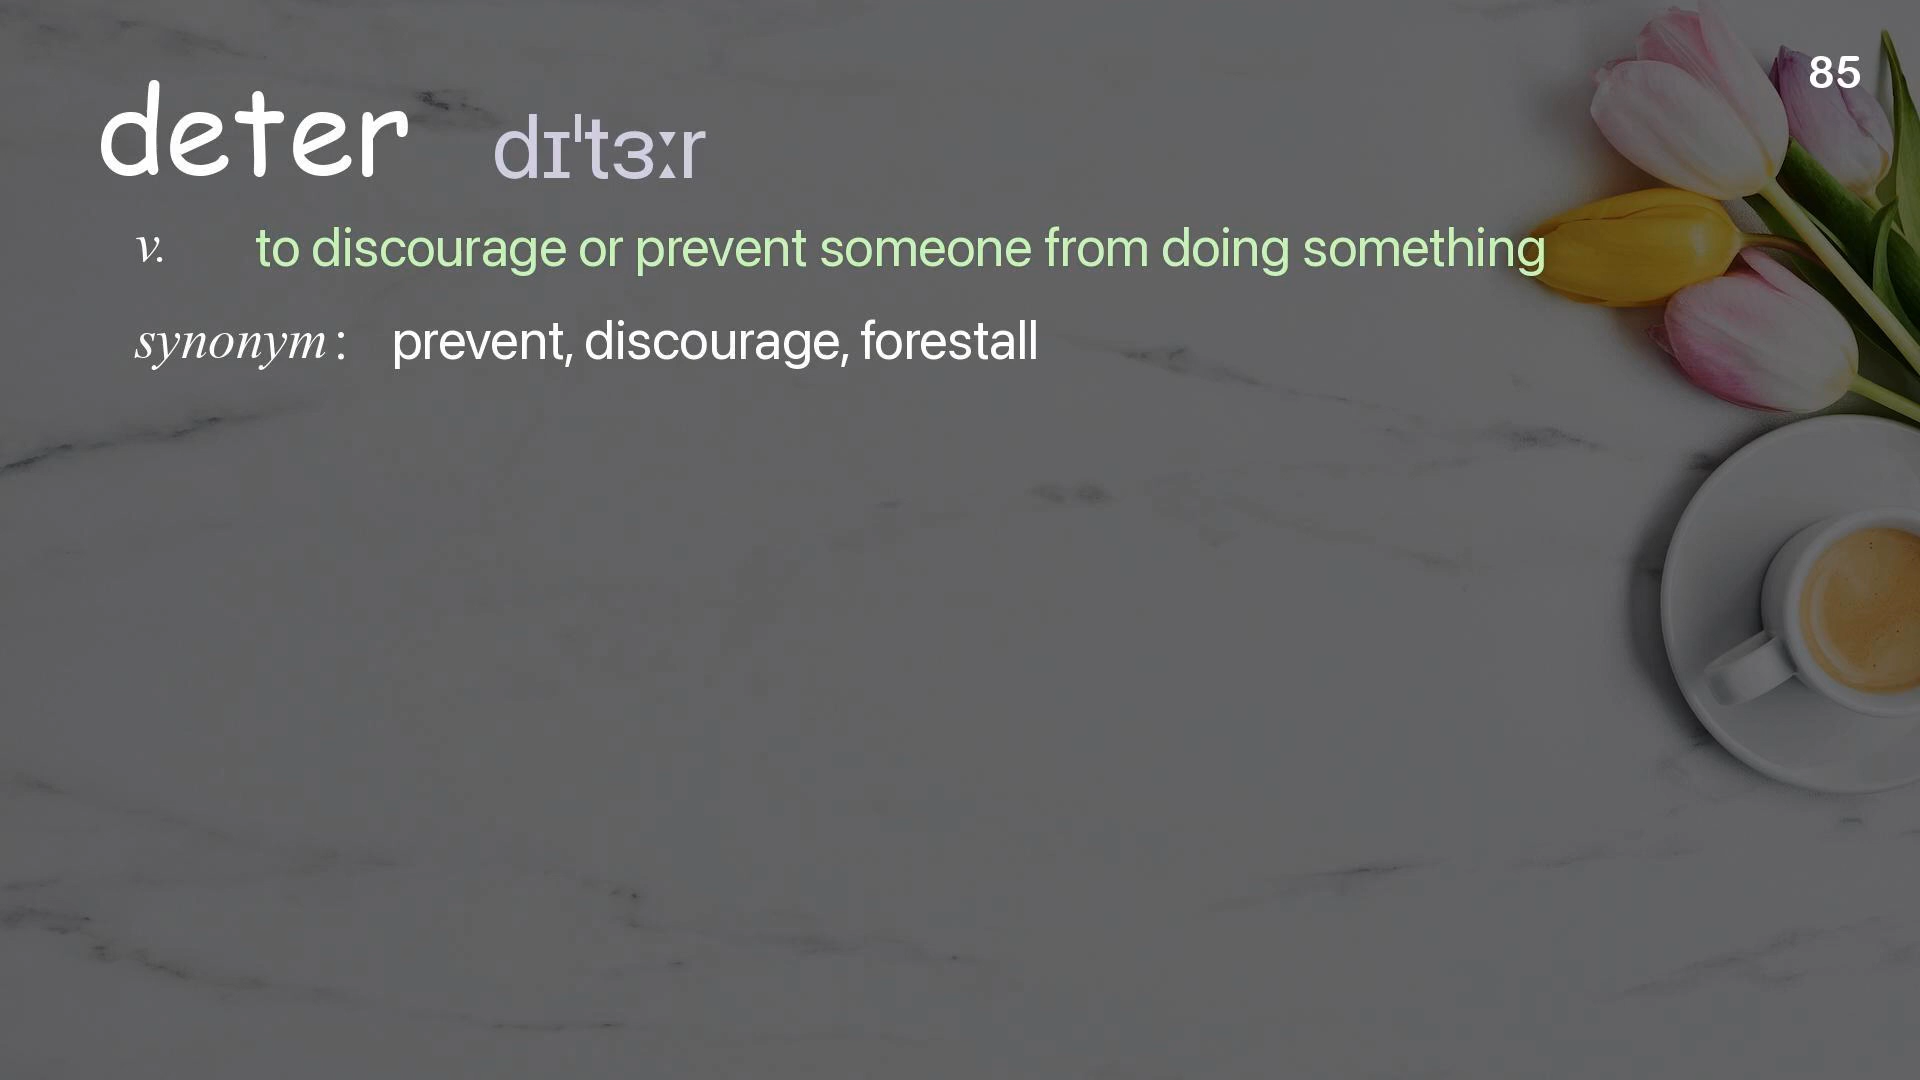 85
deter dɪˈtɜːr
v. to discourage or prevent someone from doing something
synonym : prevent, discourage, forestall